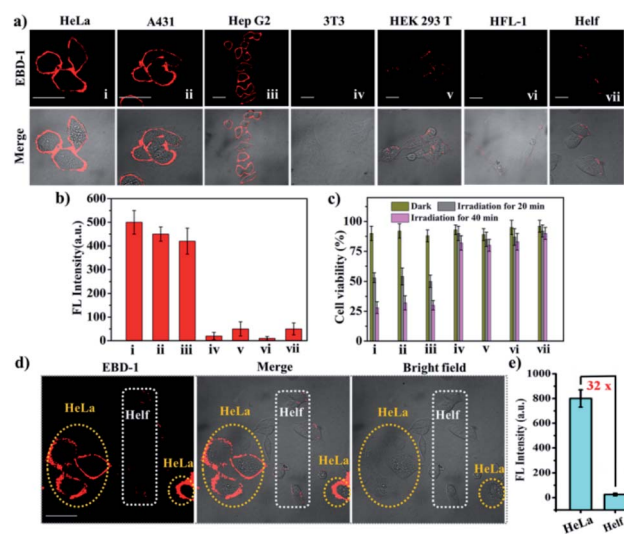 a) HeLa A431 Hep G2 3T3 HEK 293 T HFL-1 Helf
EBD-1
i ii iii iv v vi vii
Merge
b)
FL Intensity(a.u.)
600
500
400
300
200
100
0
i ii iii iv v vi vii
c)
Cell viability (%)
Dark Irradiation for 20 min
Irradiation for 40 min
100
75
50
25
0
i ii iii iv v vi vii
d) EBD-1 Merge Bright field
HeLa Helf HeLa
HeLa Helf HeLa
HeLa Helf HeLa
e)
FL Intensity (a.u.)
32 x
800
600
400
200
0
HeLa Helf